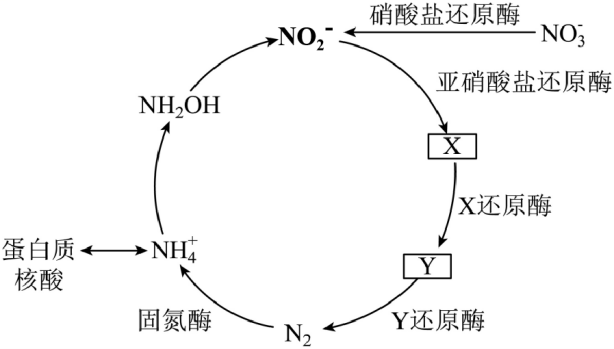 硝酸盐还原酶
NO₂⁻
NO₃⁻
亚硝酸盐还原酶
NH₂OH
X
X还原酶
蛋白质
核酸
NH₄⁺
Y
固氮酶
N₂
Y还原酶